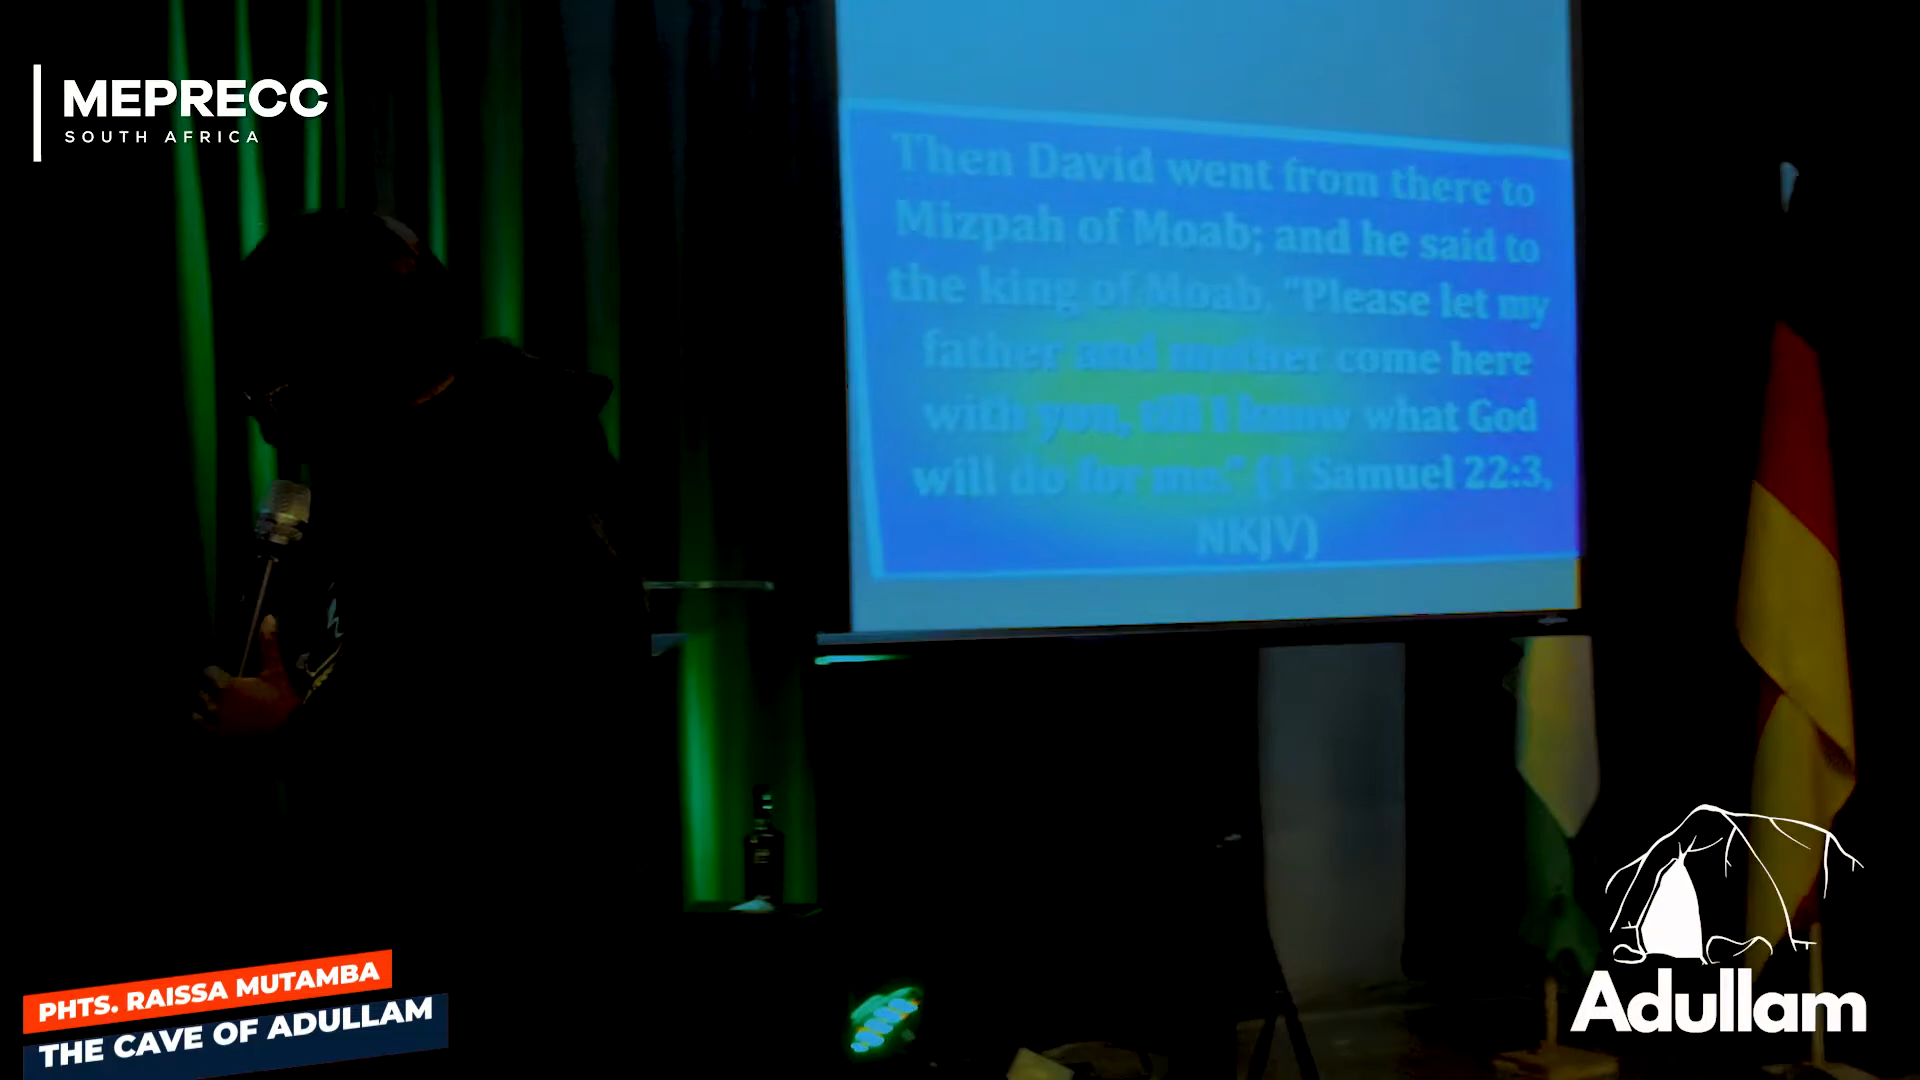 MEPRECC
SOUTH AFRICA
Then David went from there to
Mizpah of Moab; and he said to
the king of Moab, "Please let my
father and mother come here
with you, till I know what God
will do for me." (1 Samuel 22:3,
NKJV)
PHTS. RAISSA MUTAMBA
THE CAVE OF ADULLAM
Adullam